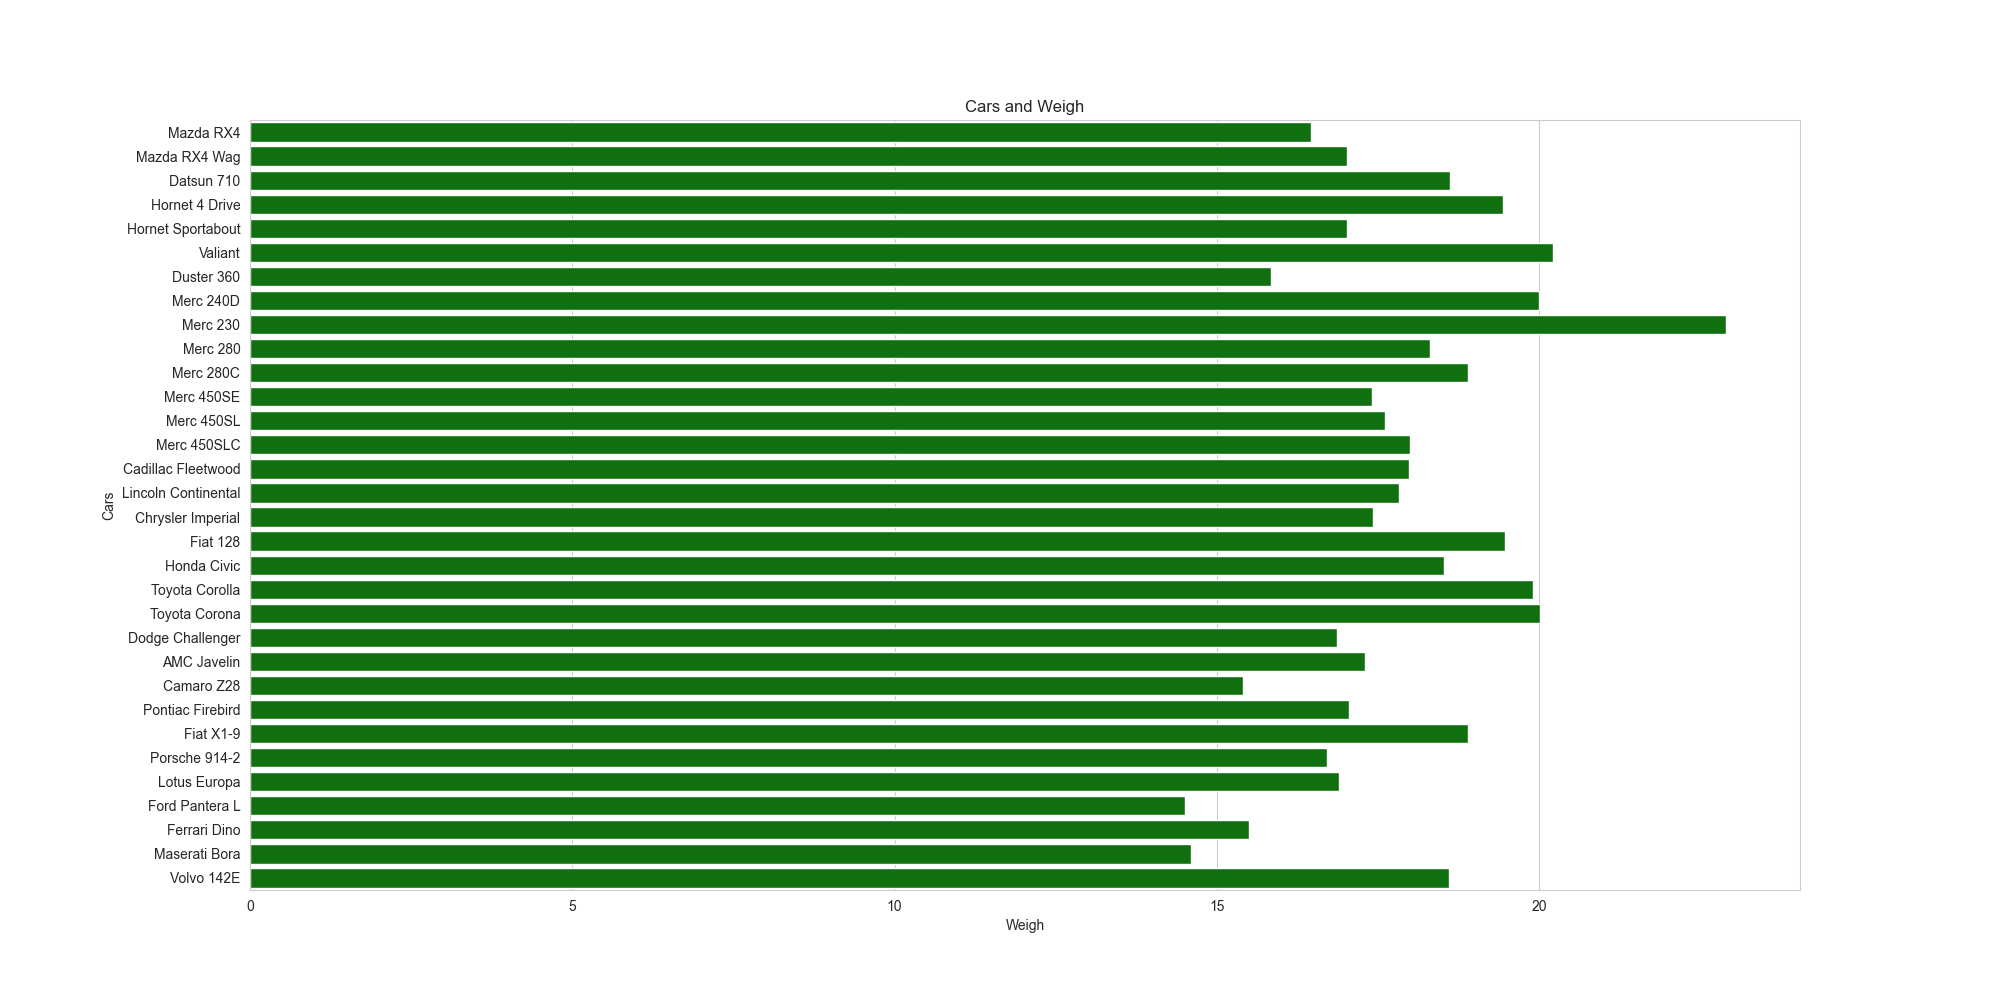 Cars and Weigh
Mazda RX4
Mazda RX4 Wag
Datsun 710
Hornet 4 Drive
Hornet Sportabout
Valiant
Duster 360
Merc 240D
Merc 230
Merc 280
Merc 280C
Merc 450SE
Merc 450SL
Merc 450SLC
Cadillac Fleetwood
Lincoln Continental
Chrysler Imperial
Fiat 128
Honda Civic
Toyota Corolla
Toyota Corona
Dodge Challenger
AMC Javelin
Camaro Z28
Pontiac Firebird
Fiat X1-9
Porsche 914-2
Lotus Europa
Ford Pantera L
Ferrari Dino
Maserati Bora
Volvo 142E
Cars
0 5 10 15 20
Weigh